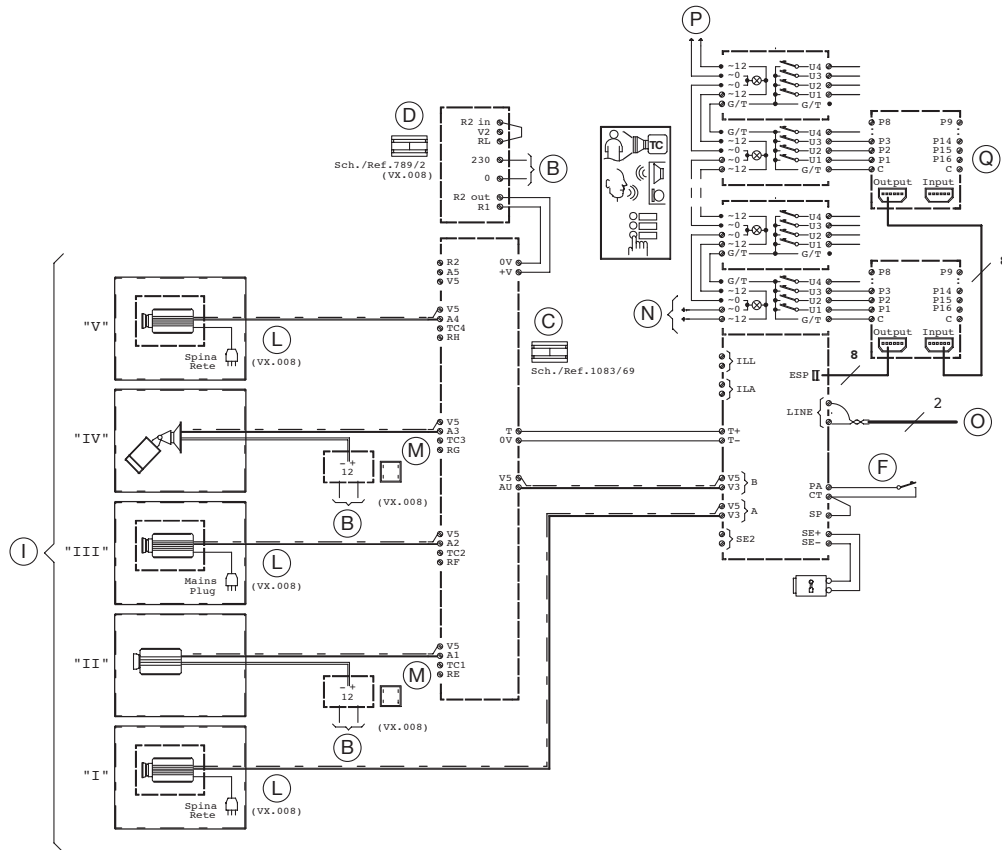 P
~12
~0
~0
~12
G/T
U4
U3
U2
U1
G/T
D
Sch./Ref.789/2
(VX.008)
R2 in
V2
RL
230
0
R2 out
R1
B
TC
G/T
~12
~0
~0
~12
U4
U3
U2
U1
G/T
P8
P3
P2
P1
C
P9
P14
P15
P16
C
Output
Input
Q
~12
~0
~0
~12
G/T
U4
U3
U2
U1
G/T
8
G/T
~12
~0
~0
~12
U4
U3
U2
U1
G/T
P8
P3
P2
P1
C
P9
P14
P15
P16
C
Output
Input
N
R2
A5
V5
0V
+V
V5
A4
TC4
RH
C
Sch./Ref.1083/69
"V"
Spina
Rete
L
(VX.008)
ILL
ILA
ESP
8
LINE
2
O
"IV"
V5
A3
TC3
RG
T
0V
T+
T-
M
- +
12
(VX.008)
B
V5
AU
V5
V3
B
V5
V3
A
SE2
PA
CT
SP
SE+
SE-
F
I
"III"
Mains
Plug
L
(VX.008)
V5
A2
TC2
RF
"II"
V5
A1
TC1
RE
M
- +
12
(VX.008)
B
"I"
Spina
Rete
L
(VX.008)